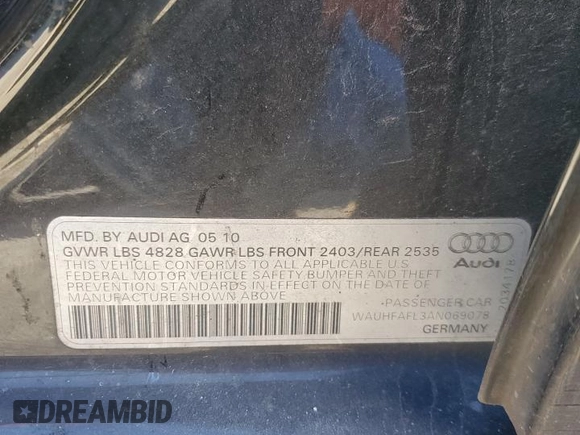 MFD. BY AUDI AG 05 10
GVWR LBS 4828 GAWR LBS FRONT 2403/REAR 2535
THIS VEHICLE CONFORMS TO ALL APPLICABLE U.S
FEDERAL MOTOR VEHICLE SAFETY,BUMPER AND THEFT
PREVENTION STANDARDS IN EFFECT ON THE DATE OF
MANUFACTURE SHOWN ABOVE
Audi
-PASSENGER CAR
WAUHFAFL3AN069078
GERMANY
2034178
DREAMBID